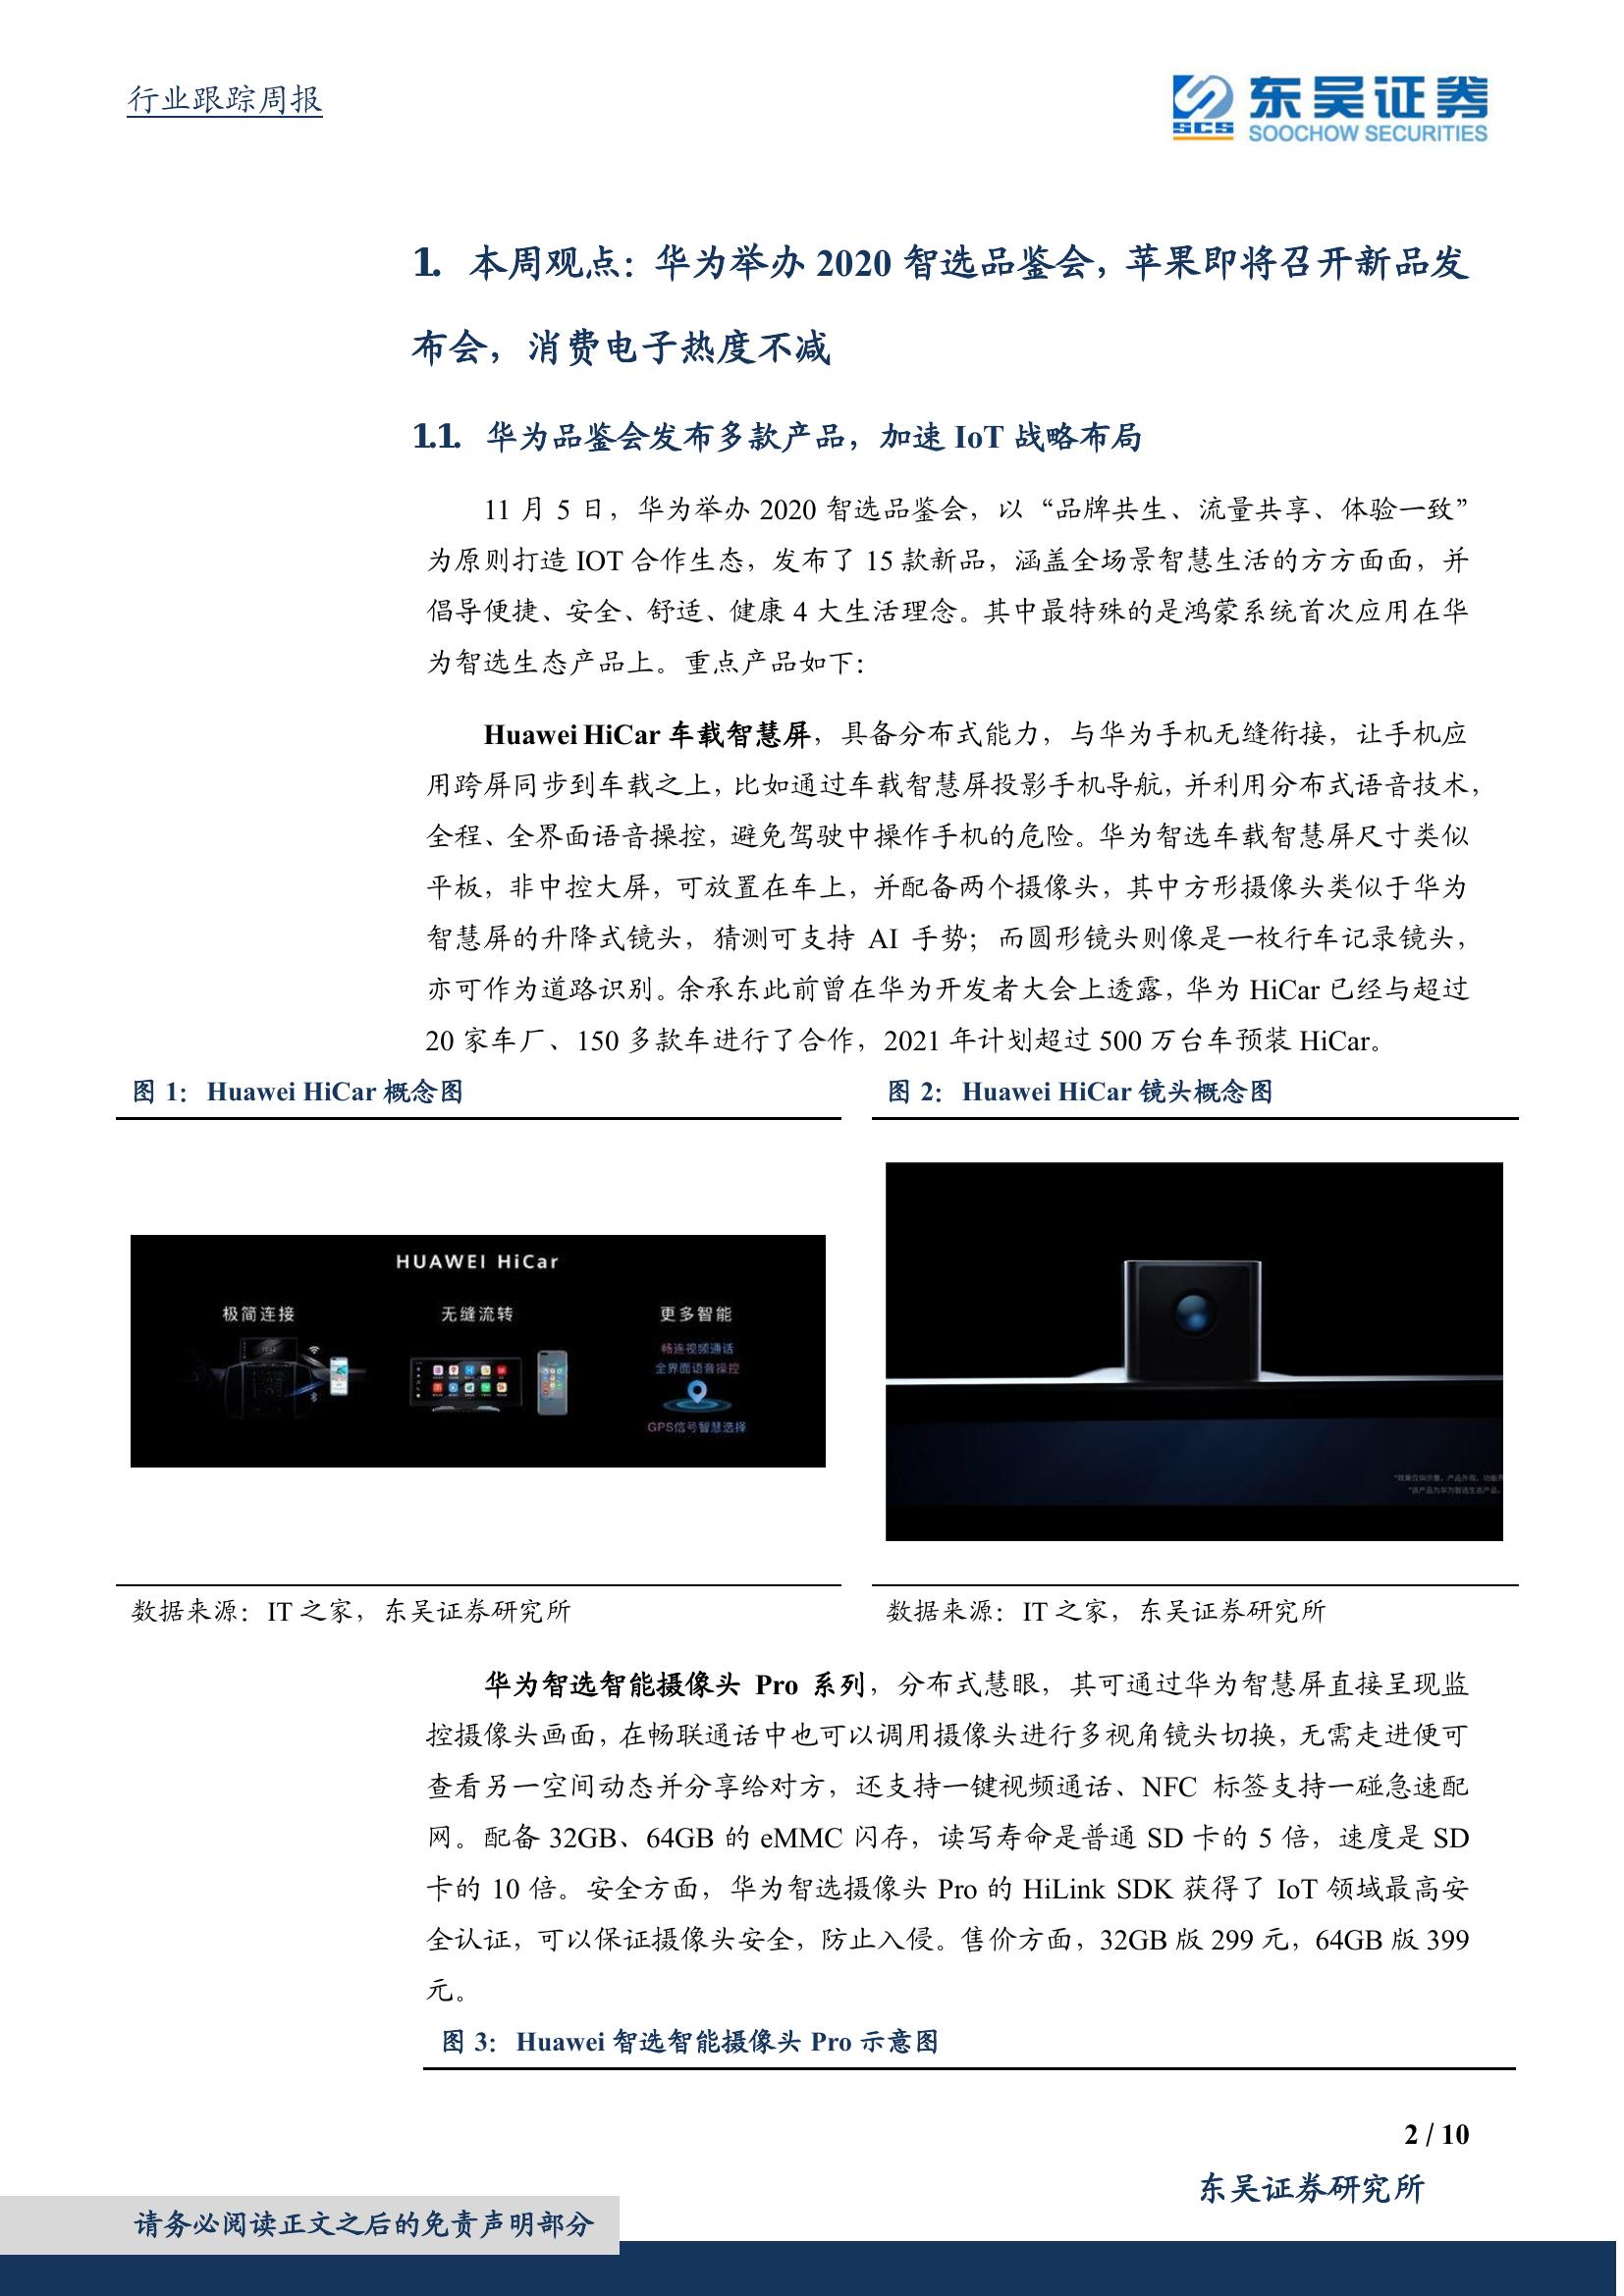 行业跟踪周报
SCS
东吴证券
SOOCHOW SECURITIES
1. 本周观点：华为举办 2020 智选品鉴会，苹果即将召开新品发
布会，消费电子热度不减
1.1. 华为品鉴会发布多款产品，加速 IoT 战略布局
11 月 5 日，华为举办 2020 智选品鉴会，以“品牌共生、流量共享、体验一致”
为原则打造 IOT 合作生态，发布了 15 款新品，涵盖全场景智慧生活的方方面面，并
倡导便捷、安全、舒适、健康 4 大生活理念。其中最特殊的是鸿蒙系统首次应用在华
为智选生态产品上。重点产品如下：
Huawei HiCar 车载智慧屏，具备分布式能力，与华为手机无缝衔接，让手机应
用跨屏同步到车载之上，比如通过车载智慧屏投影手机导航，并利用分布式语音技术，
全程、全界面语音操控，避免驾驶中操作手机的危险。华为智选车载智慧屏尺寸类似
平板，非中控大屏，可放置在车上，并配备两个摄像头，其中方形摄像头类似于华为
智慧屏的升降式镜头，猜测可支持 AI 手势；而圆形镜头则像是一枚行车记录镜头，
亦可作为道路识别。余承东此前曾在华为开发者大会上透露，华为 HiCar 已经与超过
20 家车厂、150 多款车进行了合作，2021 年计划超过 500 万台车预装 HiCar。
图 1： Huawei HiCar 概念图
HUAWEI HiCar
极简连接
无缝流转
更多智能
畅连视频通话
全界面语音操控
GPS信号智慧选择
数据来源：IT 之家，东吴证券研究所
图 2： Huawei HiCar 镜头概念图
*效果仅供示意，产品外观、功能界
*该产品为华为智选生态产品，
数据来源：IT 之家，东吴证券研究所
华为智选智能摄像头 Pro 系列，分布式慧眼，其可通过华为智慧屏直接呈现监
控摄像头画面，在畅联通话中也可以调用摄像头进行多视角镜头切换，无需走进便可
查看另一空间动态并分享给对方，还支持一键视频通话、NFC 标签支持一碰急速配
网。配备 32GB、64GB 的 eMMC 闪存，读写寿命是普通 SD 卡的 5 倍，速度是 SD
卡的 10 倍。安全方面，华为智选摄像头 Pro 的 HiLink SDK 获得了 IoT 领域最高安
全认证，可以保证摄像头安全，防止入侵。售价方面，32GB 版 299 元，64GB 版 399
元。
图 3： Huawei 智选智能摄像头 Pro 示意图
2 / 10
东吴证券研究所
请务必阅读正文之后的免责声明部分